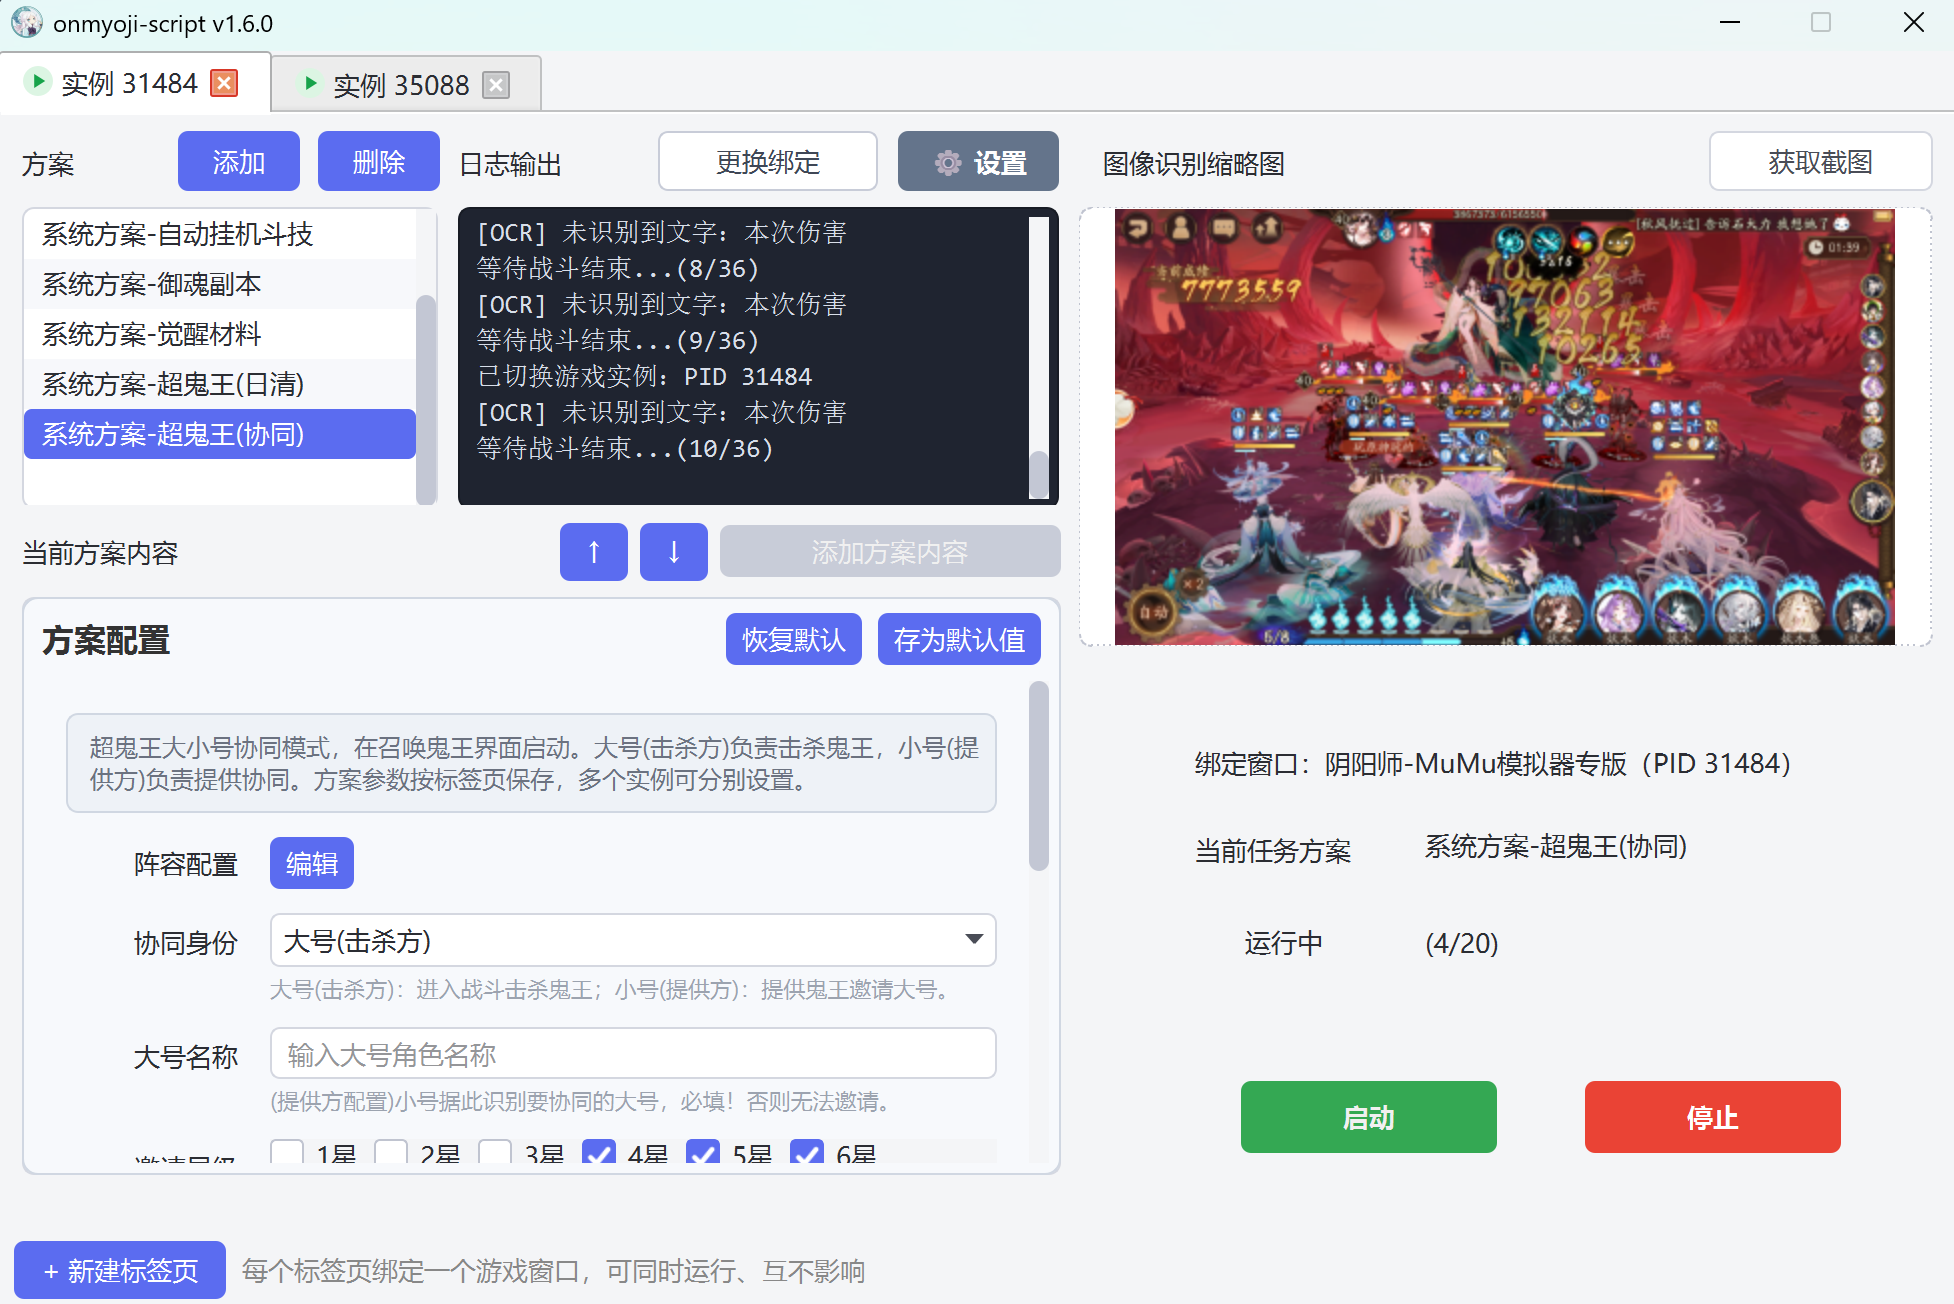 onmyoji-script v1.6.0
实例 31484
实例 35088
方案
添加
删除
日志输出
更换绑定
设置
图像识别缩略图
获取截图
系统方案-自动挂机斗技
系统方案-御魂副本
系统方案-觉醒材料
系统方案-超鬼王(日清)
系统方案-超鬼王(协同)
[OCR] 未识别到文字：本次伤害
等待战斗结束...(8/36)
[OCR] 未识别到文字：本次伤害
等待战斗结束...(9/36)
已切换游戏实例：PID 31484
[OCR] 未识别到文字：本次伤害
等待战斗结束...(10/36)
7773559
01:39
97063
132114
10265
×2
自动
6/8
当前方案内容
↑
↓
添加方案内容
方案配置
恢复默认
存为默认值
超鬼王大小号协同模式，在召唤鬼王界面启动。大号(击杀方)负责击杀鬼王，小号(提
供方)负责提供协同。方案参数按标签页保存，多个实例可分别设置。
阵容配置
编辑
协同身份
大号(击杀方)
大号(击杀方)：进入战斗击杀鬼王；小号(提供方)：提供鬼王邀请大号。
大号名称
输入大号角色名称
(提供方配置)小号据此识别要协同的大号，必填！否则无法邀请。
1星
2星
3星
4星
5星
6星
绑定窗口：阴阳师-MuMu模拟器专版（PID 31484）
当前任务方案
系统方案-超鬼王(协同)
运行中
(4/20)
启动
停止
+ 新建标签页
每个标签页绑定一个游戏窗口，可同时运行、互不影响